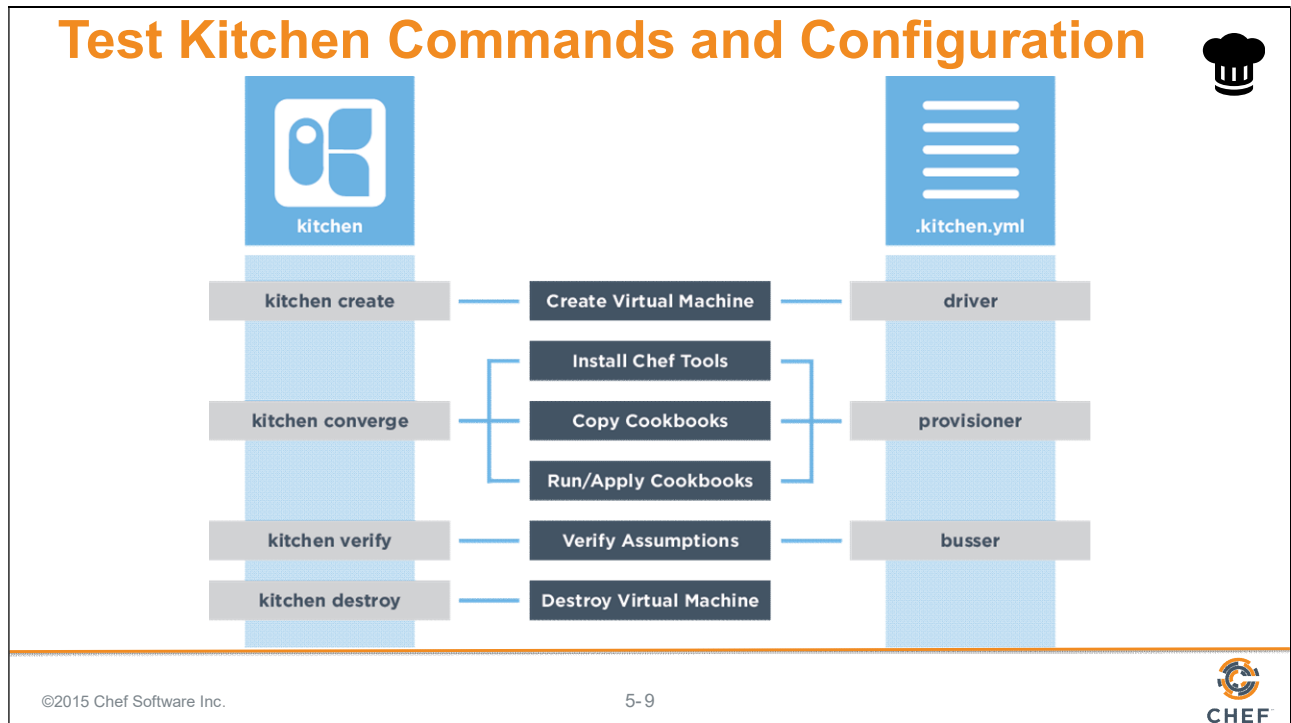 Test Kitchen Commands and Configuration
kitchen
.kitchen.yml
kitchen create
Create Virtual Machine
driver
Install Chef Tools
kitchen converge
Copy Cookbooks
provisioner
Run/Apply Cookbooks
kitchen verify
Verify Assumptions
busser
kitchen destroy
Destroy Virtual Machine
©2015 Chef Software Inc.
5-9
CHEF